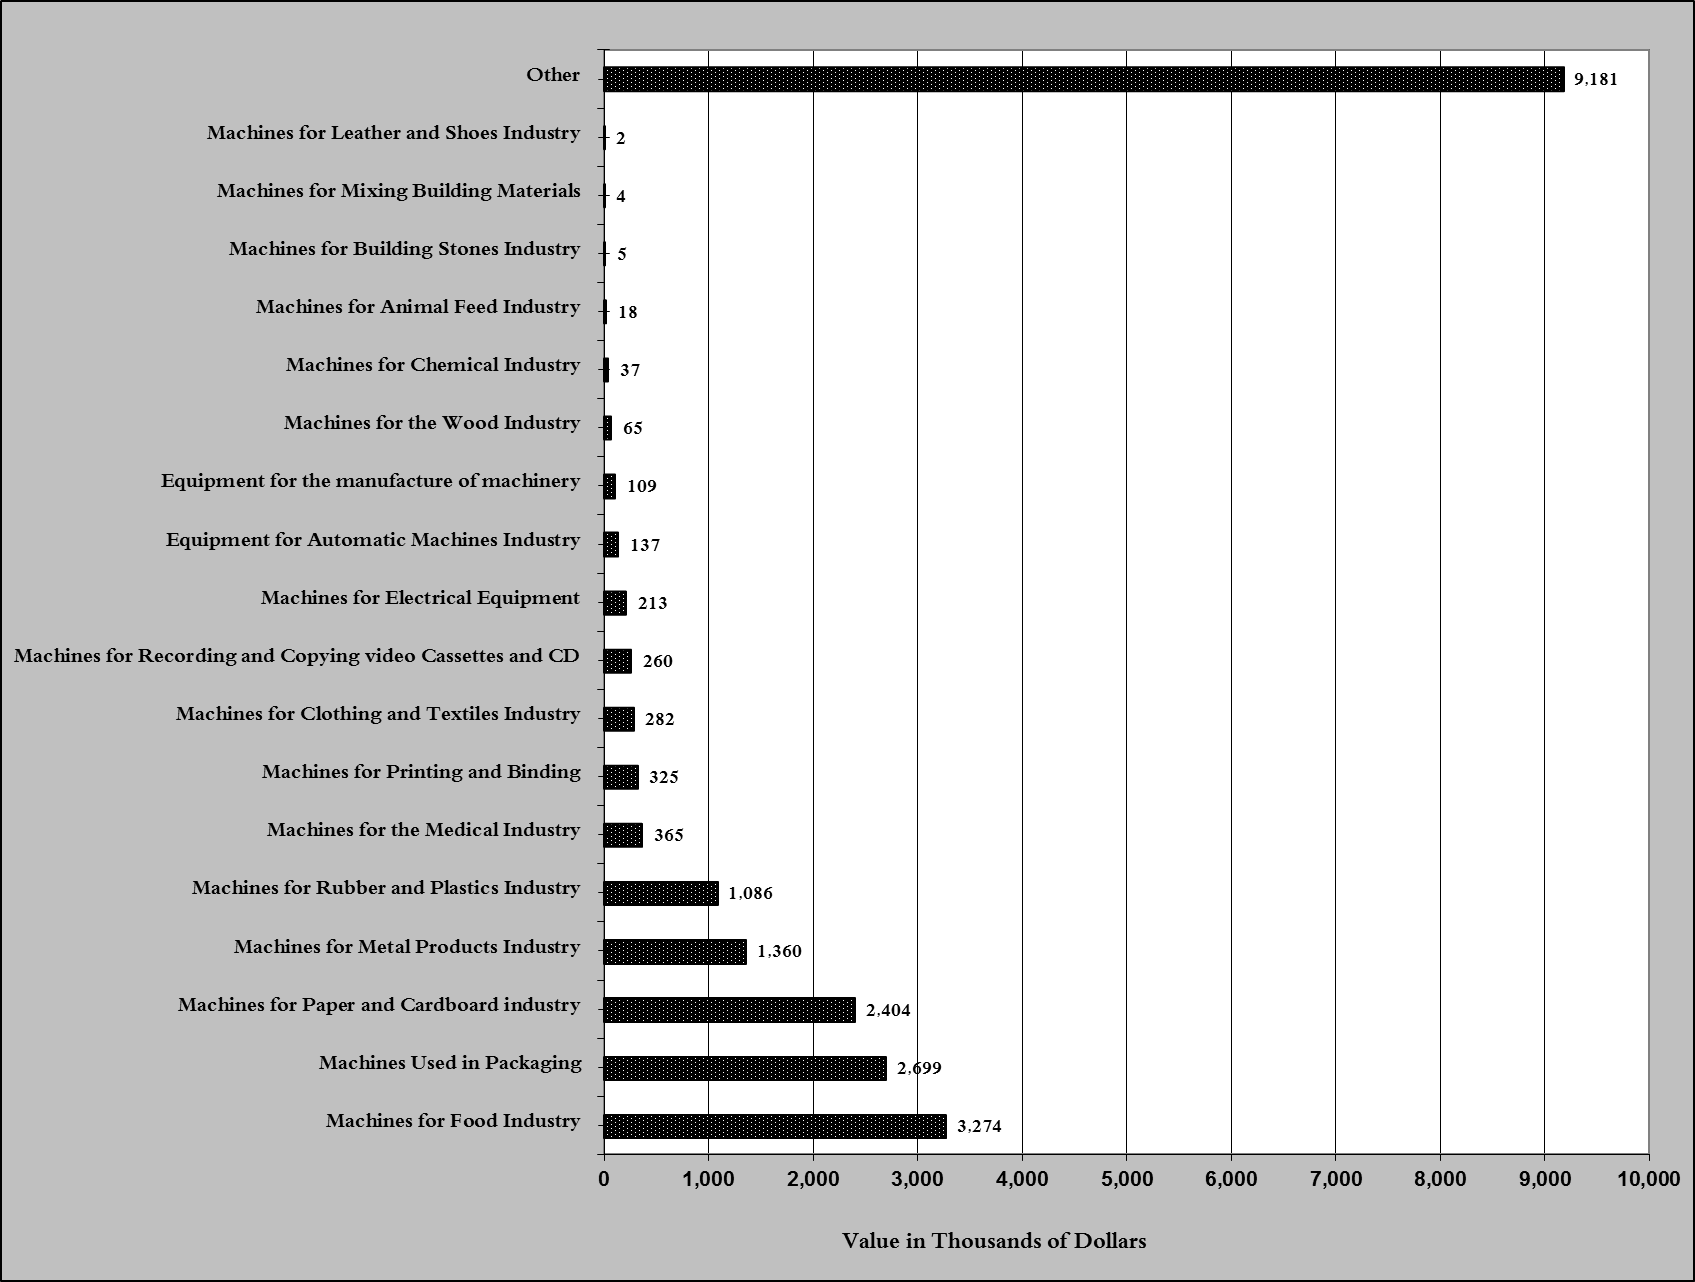 Other 9,181
Machines for Leather and Shoes Industry 2
Machines for Mixing Building Materials 4
Machines for Building Stones Industry 5
Machines for Animal Feed Industry 18
Machines for Chemical Industry 37
Machines for the Wood Industry 65
Equipment for the manufacture of machinery 109
Equipment for Automatic Machines Industry 137
Machines for Electrical Equipment 213
Machines for Recording and Copying video Cassettes and CD 260
Machines for Clothing and Textiles Industry 282
Machines for Printing and Binding 325
Machines for the Medical Industry 365
Machines for Rubber and Plastics Industry 1,086
Machines for Metal Products Industry 1,360
Machines for Paper and Cardboard industry 2,404
Machines Used in Packaging 2,699
Machines for Food Industry 3,274
0 1,000 2,000 3,000 4,000 5,000 6,000 7,000 8,000 9,000 10,000
Value in Thousands of Dollars